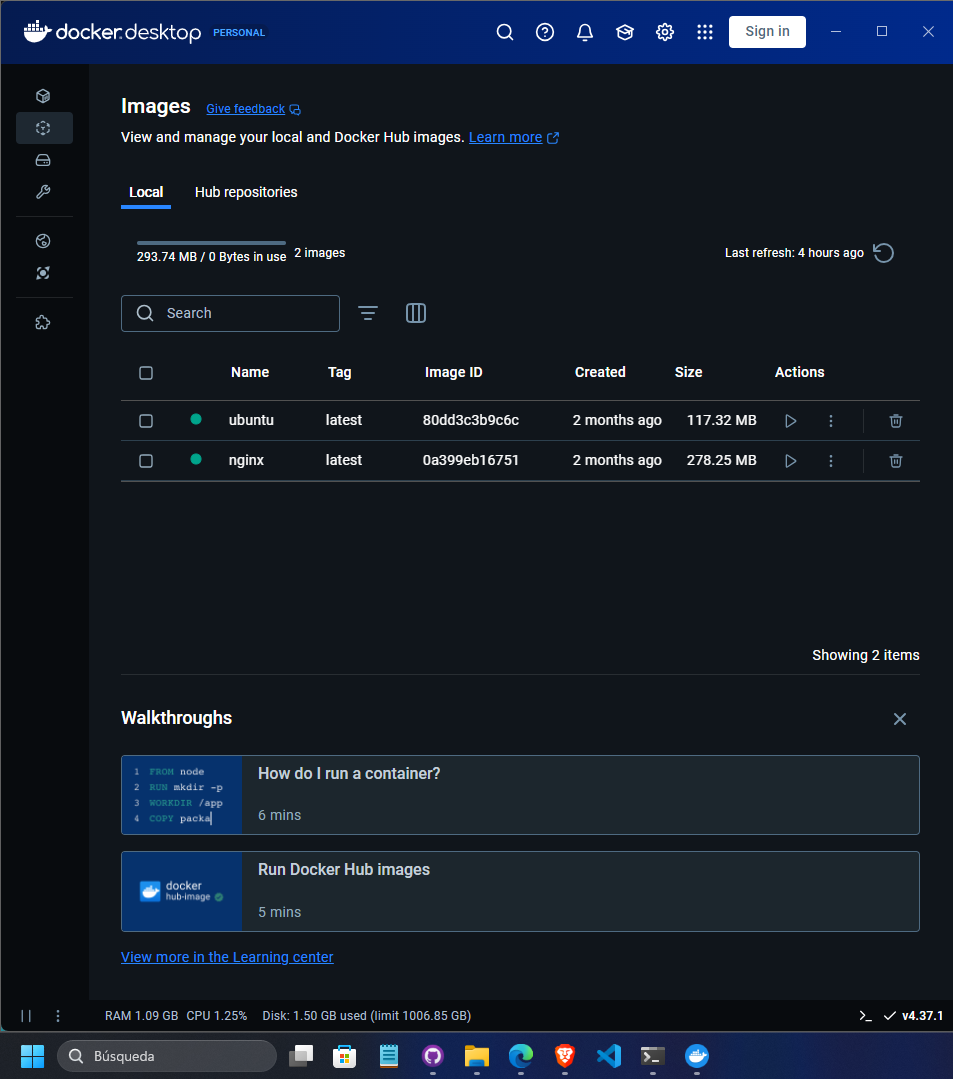 docker.desktop PERSONAL Sign in
Images Give feedback
View and manage your local and Docker Hub images. Learn more
Local Hub repositories
293.74 MB / 0 Bytes in use 2 images Last refresh: 4 hours ago
Search
Name Tag Image ID Created Size Actions
ubuntu latest 80dd3c3b9c6c 2 months ago 117.32 MB
nginx latest 0a399eb16751 2 months ago 278.25 MB
Showing 2 items
Walkthroughs
1 FROM node
2 RUN mkdir -p
3 WORKDIR /app
4 COPY packa
How do I run a container?
6 mins
docker
hub-image
Run Docker Hub images
5 mins
View more in the Learning center
RAM 1.09 GB CPU 1.25% Disk: 1.50 GB used (limit 1006.85 GB) v4.37.1
Búsqueda